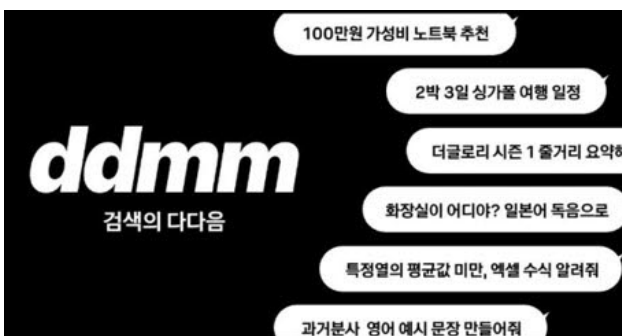 100만원 가성비 노트북 추천
2박 3일 싱가폴 여행 일정
ddmm
더글로리 시즌 1 줄거리 요약해
검색의 다다음
화장실이 어디야? 일본어 독음으로
특정열의 평균값 미만, 엑셀 수식 알려줘
과거분사 영어 예시 문장 만들어줘